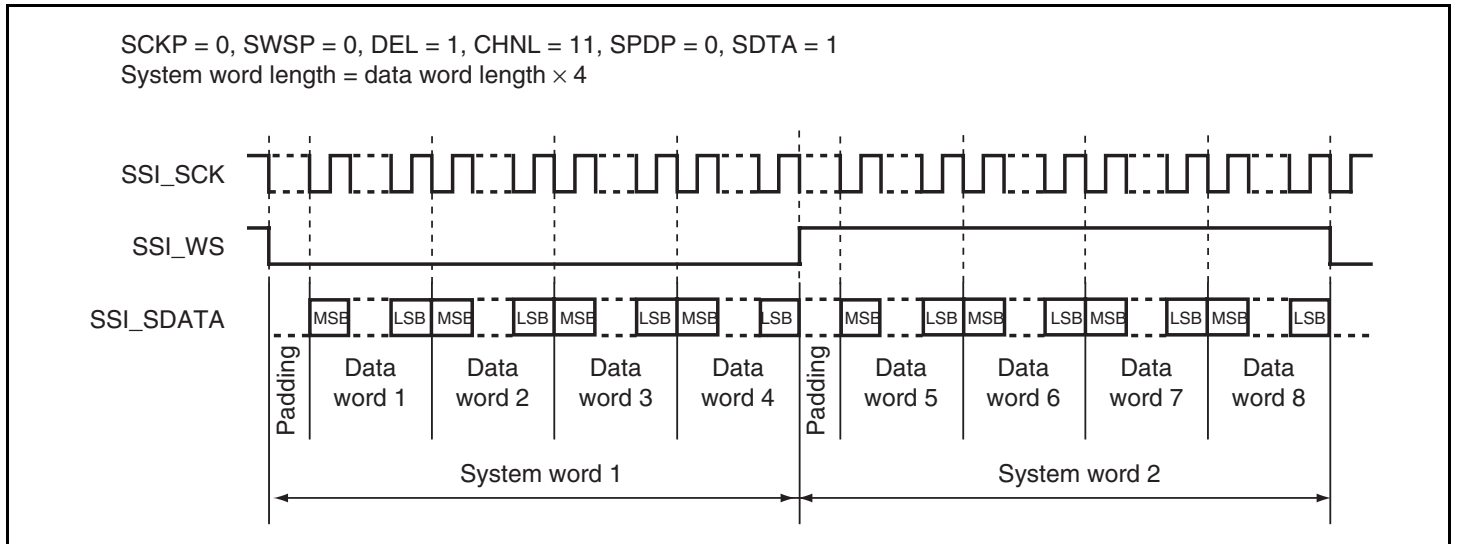 SCKP = 0, SWSP = 0, DEL = 1, CHNL = 11, SPDP = 0, SDTA = 1
System word length = data word length × 4
SSI_SCK
SSI_WS
SSI_SDATA
MSB LSB MSB LSB MSB LSB MSB LSB MSB LSB MSB LSB MSB LSB MSB LSB
Padding
Data
word 1
Data
word 2
Data
word 3
Data
word 4
Padding
Data
word 5
Data
word 6
Data
word 7
Data
word 8
System word 1
System word 2